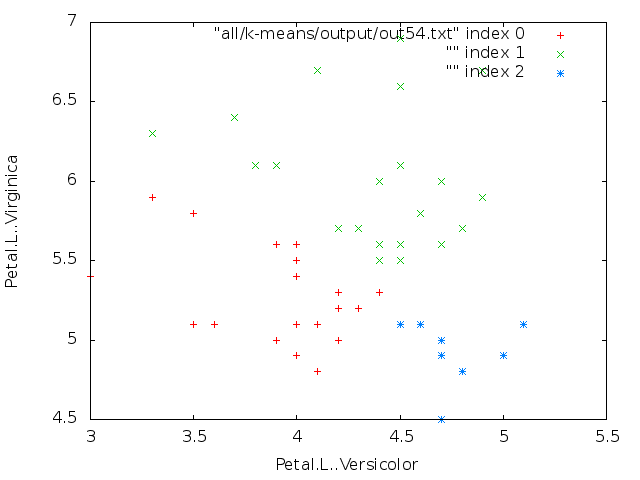 "all/k-means/output/out54.txt" index 0
"" index 1
"" index 2
7
6.5
6
5.5
5
4.5
3
3.5
4
4.5
5
5.5
Petal.L..Virginica
Petal.L..Versicolor